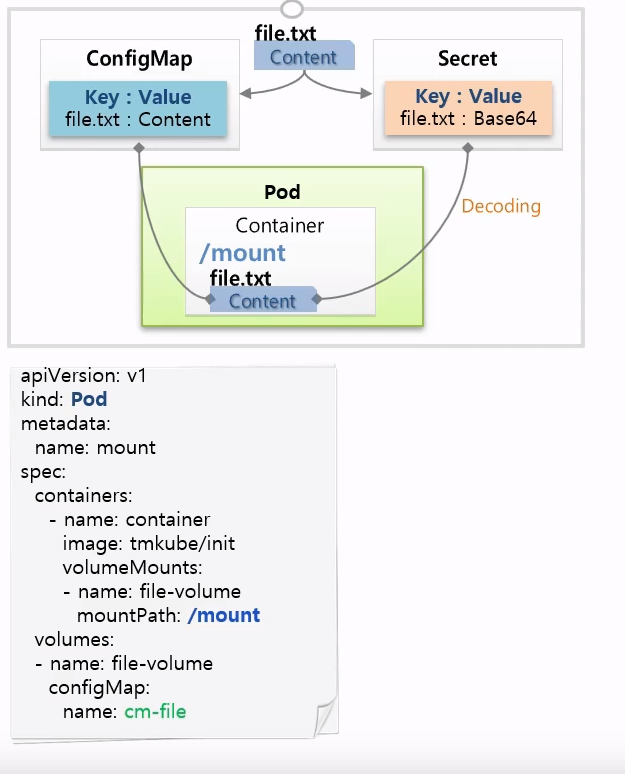 file.txt
Content
ConfigMap
Key : Value
file.txt : Content
Secret
Key : Value
file.txt : Base64
Decoding
Pod
Container
/mount
file.txt
Content
apiVersion: v1
kind: Pod
metadata:
name: mount
spec:
containers:
- name: container
image: tmkube/init
volumeMounts:
- name: file-volume
mountPath: /mount
volumes:
- name: file-volume
configMap:
name: cm-file